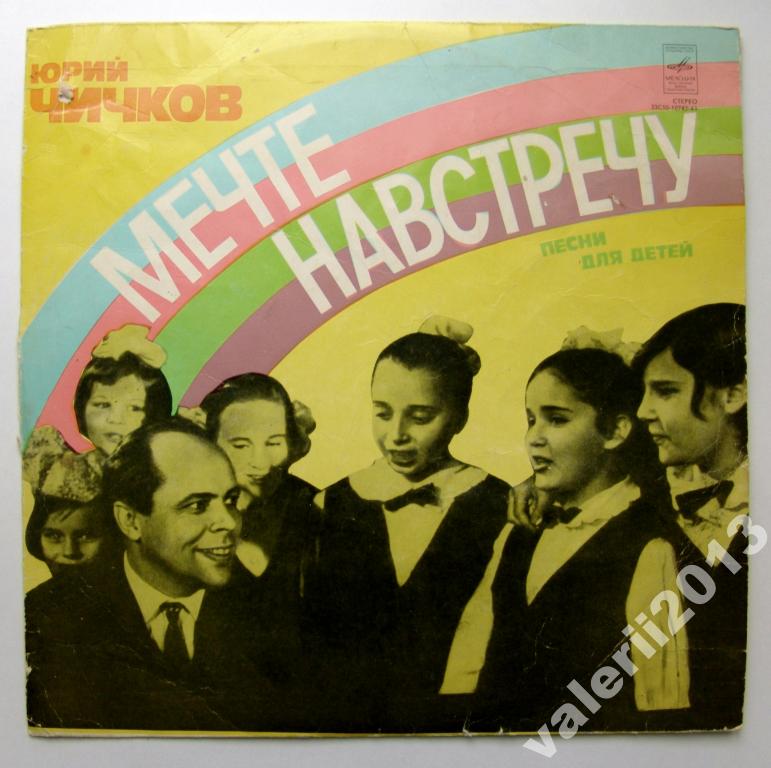 ЮРИЙ
ЧИЧКОВ
МЕЧТЕ
НАВСТРЕЧУ
ПЕСНИ
ДЛЯ ДЕТЕЙ
МЕЛОДИЯ
СТЕРЕО
valerii2013